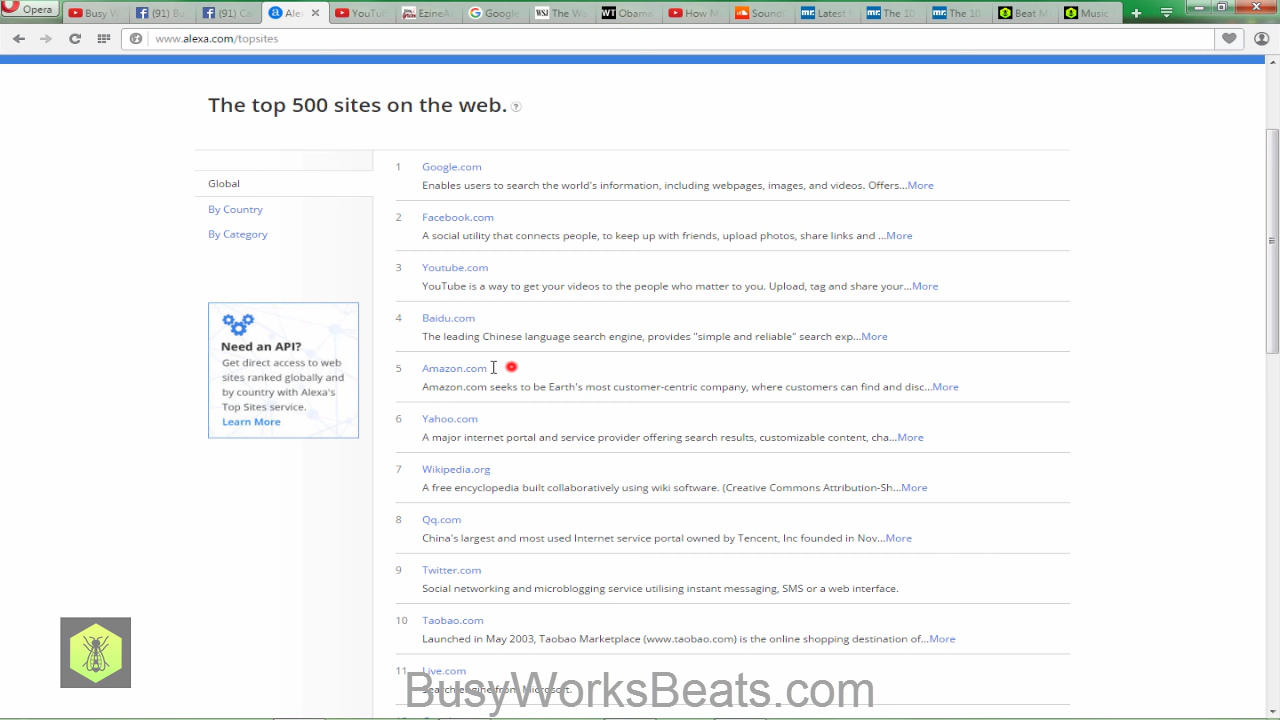 Opera
Busy W
(91) B
(91) Ca
Ale
YouTu
EzineA
Google
WSJ The Wa
WT Obama
How M
Sound
mr. Latest
mr. The 10
mr. The 10
Beat M
Music
www.alexa.com/topsites
The top 500 sites on the web. ?
Global
By Country
By Category
Need an API?
Get direct access to web
sites ranked globally and
by country with Alexa's
Top Sites service.
Learn More
1 Google.com
Enables users to search the world's information, including webpages, images, and videos. Offers...More
2 Facebook.com
A social utility that connects people, to keep up with friends, upload photos, share links and ...More
3 Youtube.com
YouTube is a way to get your videos to the people who matter to you. Upload, tag and share your...More
4 Baidu.com
The leading Chinese language search engine, provides "simple and reliable" search exp...More
5 Amazon.com
Amazon.com seeks to be Earth's most customer-centric company, where customers can find and disc...More
6 Yahoo.com
A major internet portal and service provider offering search results, customizable content, cha...More
7 Wikipedia.org
A free encyclopedia built collaboratively using wiki software. (Creative Commons Attribution-Sh...More
8 Qq.com
China's largest and most used Internet service portal owned by Tencent, Inc founded in Nov...More
9 Twitter.com
Social networking and microblogging service utilising instant messaging, SMS or a web interface.
10 Taobao.com
Launched in May 2003, Taobao Marketplace (www.taobao.com) is the online shopping destination of...More
11 Live.com
Search engine from Microsoft.
BusyWorksBeats.com